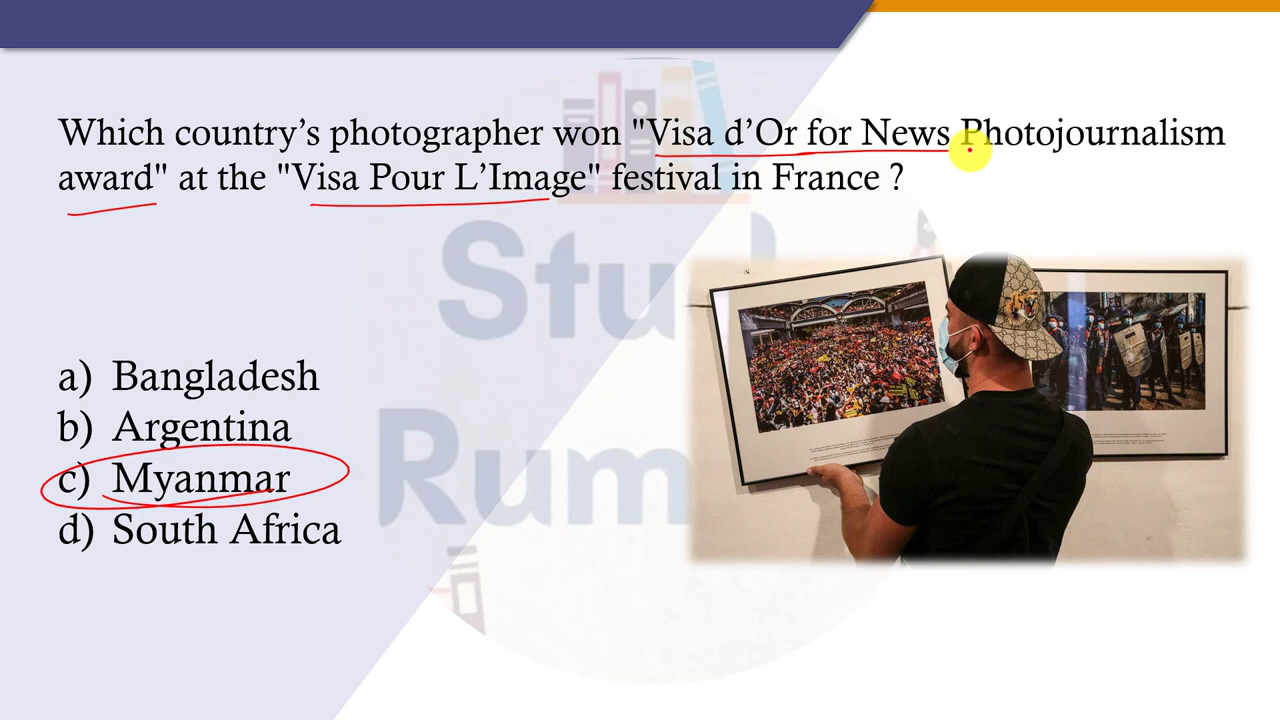 Which country’s photographer won "Visa d’Or for News Photojournalism
award" at the "Visa Pour L’Image" festival in France ?
a) Bangladesh
b) Argentina
c) Myanmar
d) South Africa